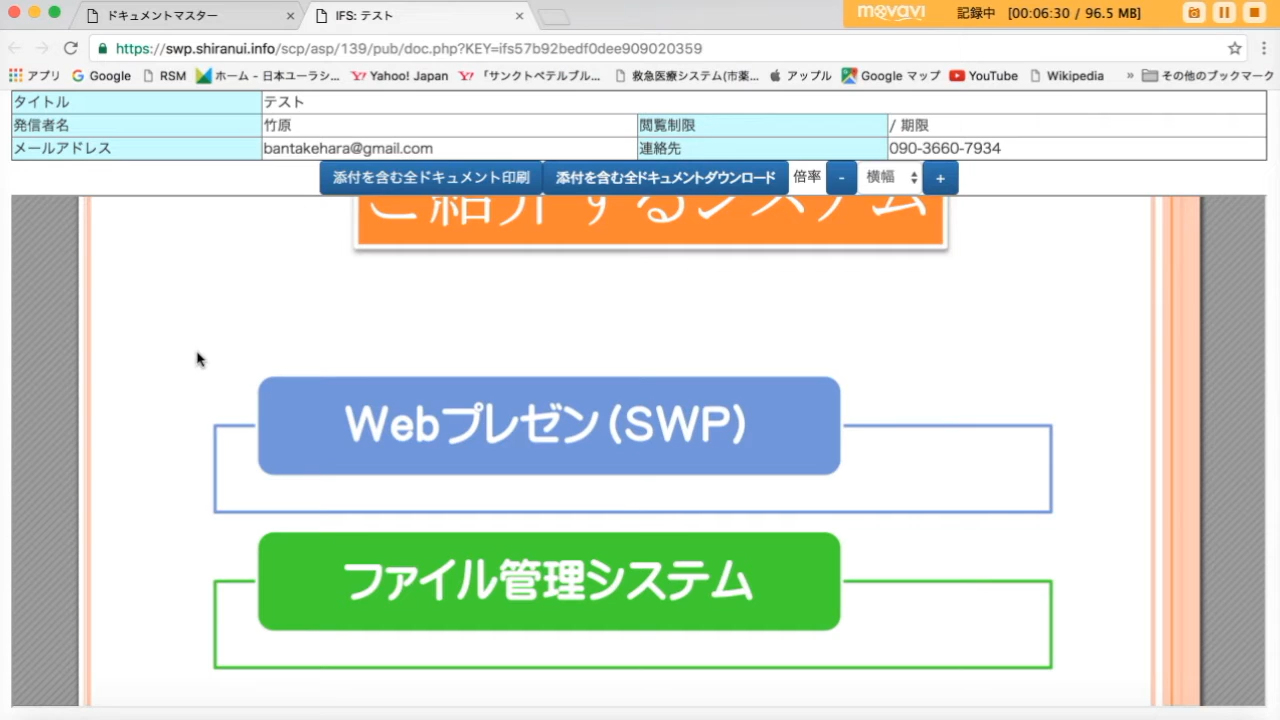 ドキュメントマスター
IFS: テスト
movavi
記録中 [00:06:30 / 96.5 MB]
https://swp.shiranui.info/scp/asp/139/pub/doc.php?KEY=ifs57b92bedf0dee909020359
アプリ Google RSM ホーム - 日本ユーラシ... Yahoo! Japan 「サンクトペテルブル... 救急医療システム(市薬... アップル Google マップ YouTube Wikipedia » その他のブックマーク
タイトル テスト
発信者名 竹原 閲覧制限 / 期限
メールアドレス bantakehara@gmail.com 連絡先 090-3660-7934
添付を含む全ドキュメント印刷 添付を含む全ドキュメントダウンロード 倍率 - 横幅 +
ご紹介するシステム
Webプレゼン(SWP)
ファイル管理システム